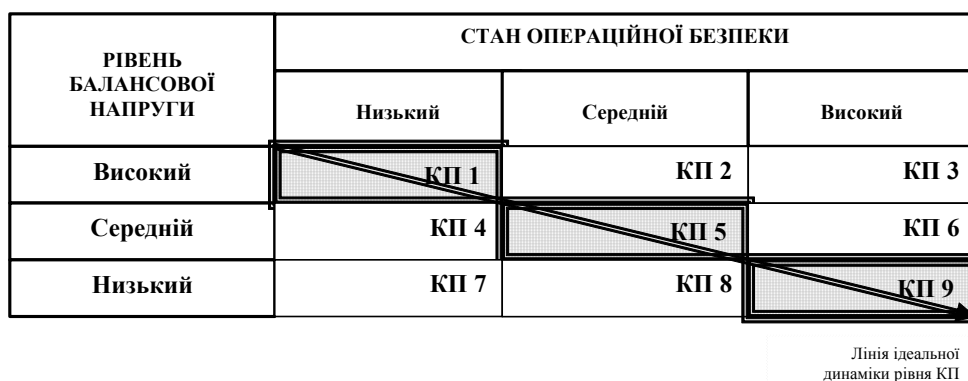 РІВЕНЬ
БАЛАНСОВОЇ
НАПРУГИ
СТАН ОПЕРАЦІЙНОЇ БЕЗПЕКИ
Низький Середній Високий
Високий КП 1 КП 2 КП 3
Середній КП 4 КП 5 КП 6
Низький КП 7 КП 8 КП 9
Лінія ідеальної
динаміки рівня КП